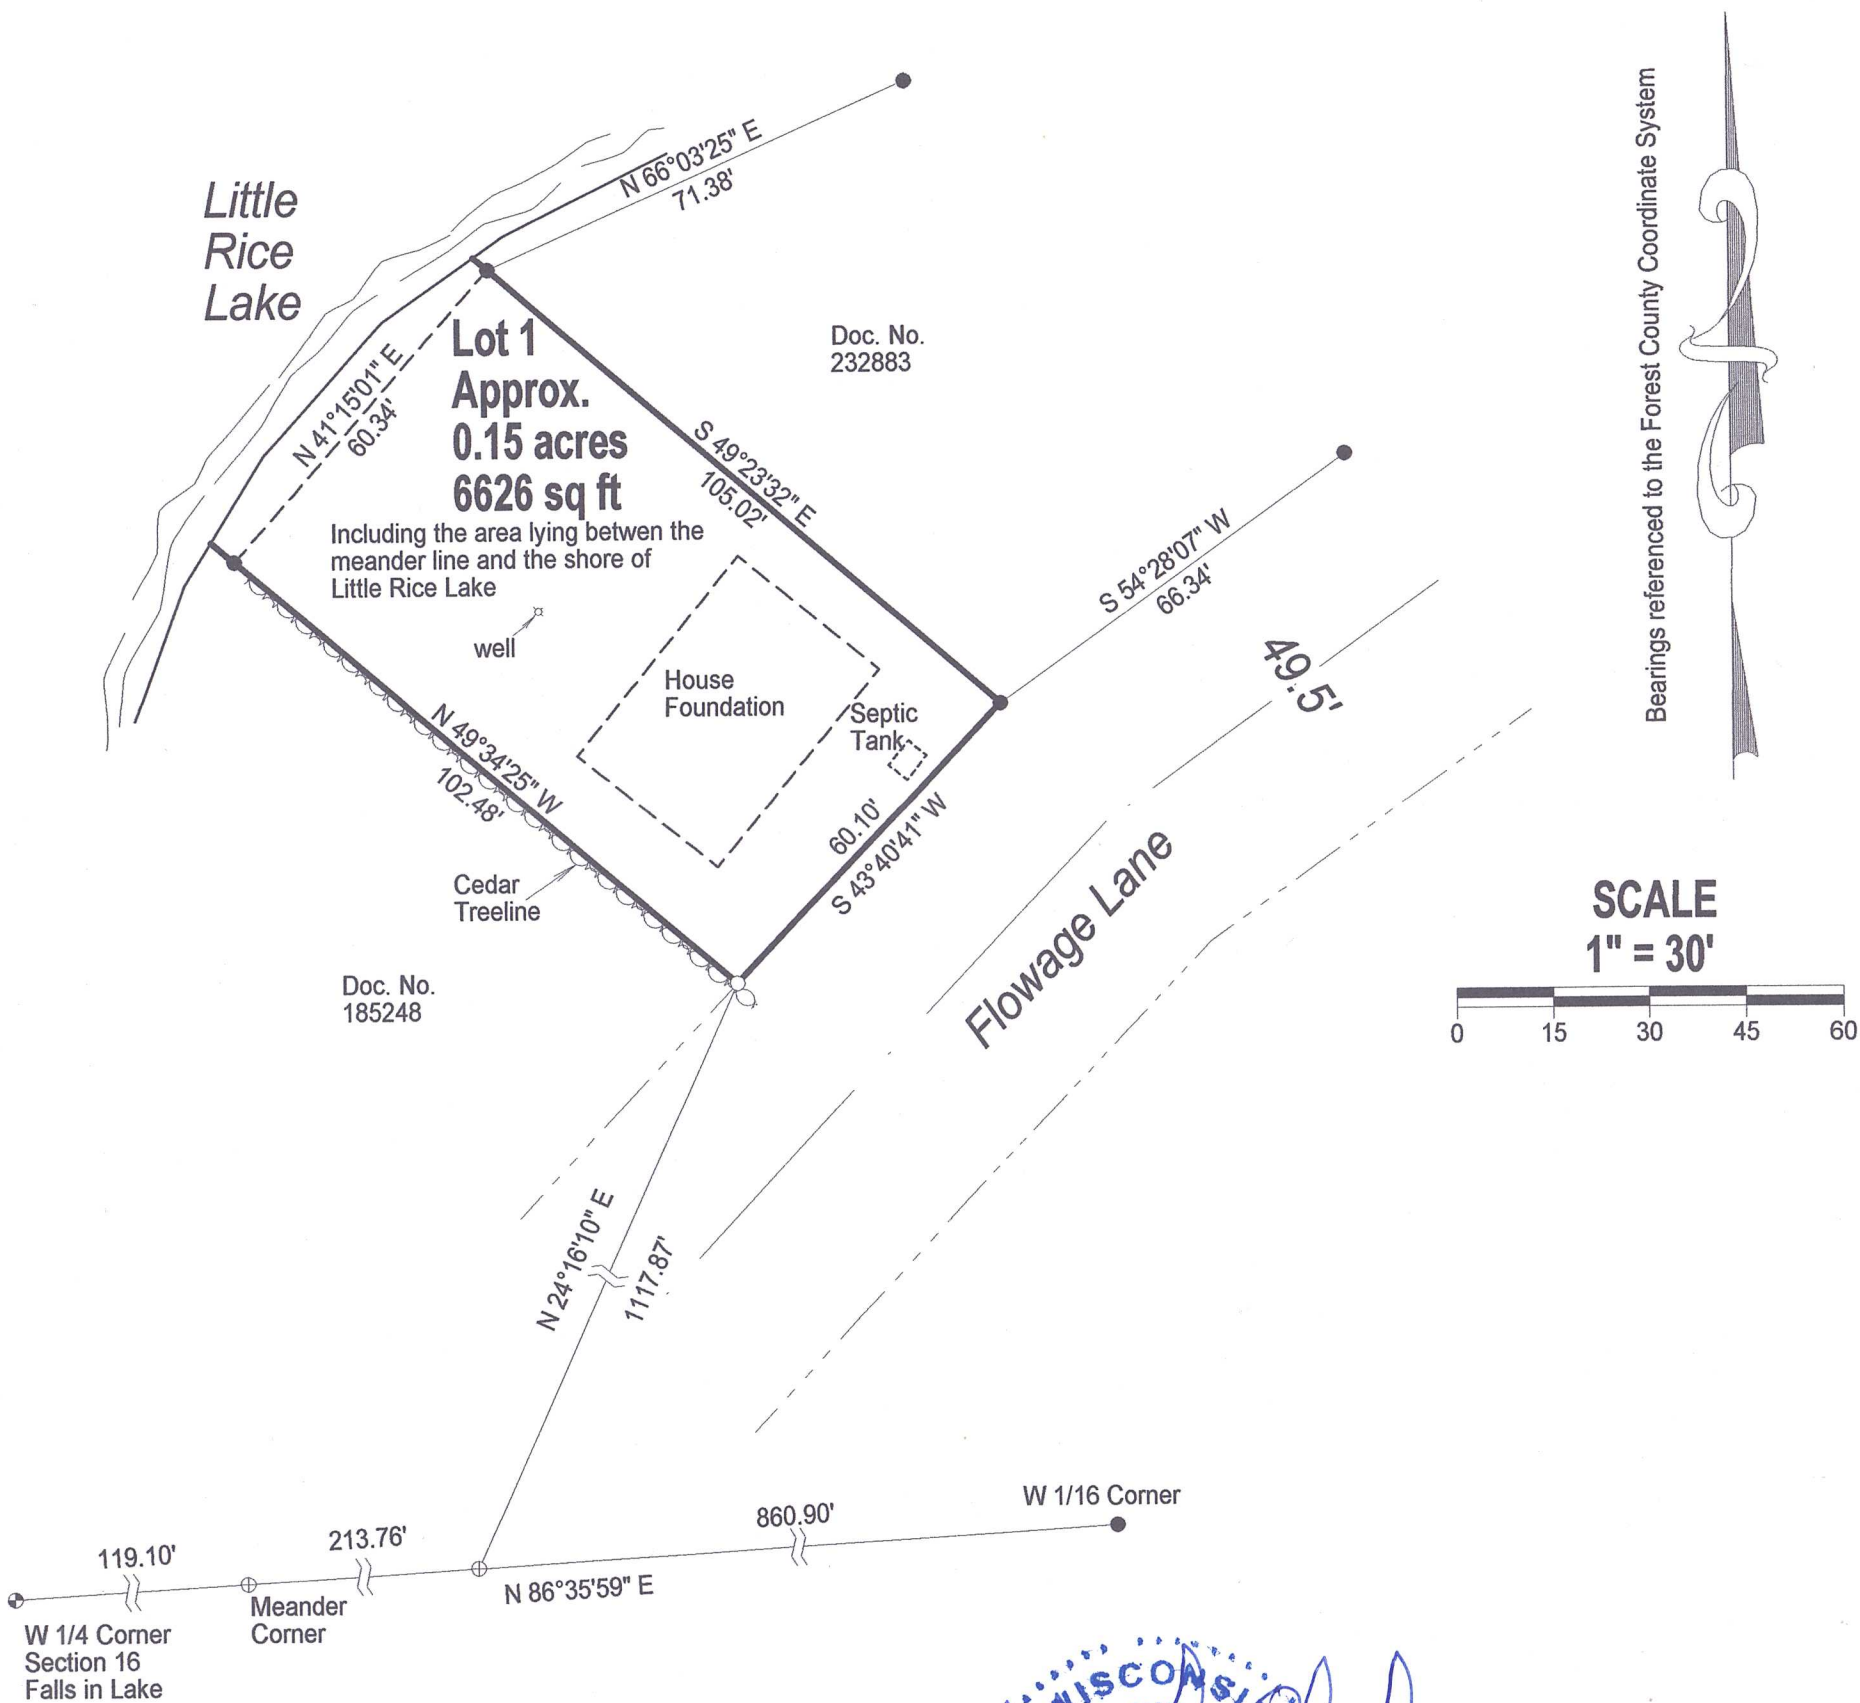 Bearings referenced to the Forest County Coordinate System
N 66°03'25" E
71.38'
Little
Rice
Lake
Lot 1
Approx.
0.15 acres
6626 sq ft
Including the area lying betwen the
meander line and the shore of
Little Rice Lake
Doc. No.
232883
N 41°15'01" E
60.34'
S 49°23'32" E
105.02'
S 54°28'07" W
66.34'
49.5'
well
House
Foundation
Septic
Tank
N 49°34'25" W
102.48'
60.10'
S 43°40'41" W
Cedar
Treeline
Flowage Lane
SCALE
1" = 30'
0 15 30 45 60
Doc. No.
185248
N 24°16'10" E
1117.87'
W 1/16 Corner
860.90'
213.76'
119.10'
N 86°35'59" E
Meander
Corner
W 1/4 Corner
Section 16
Falls in Lake